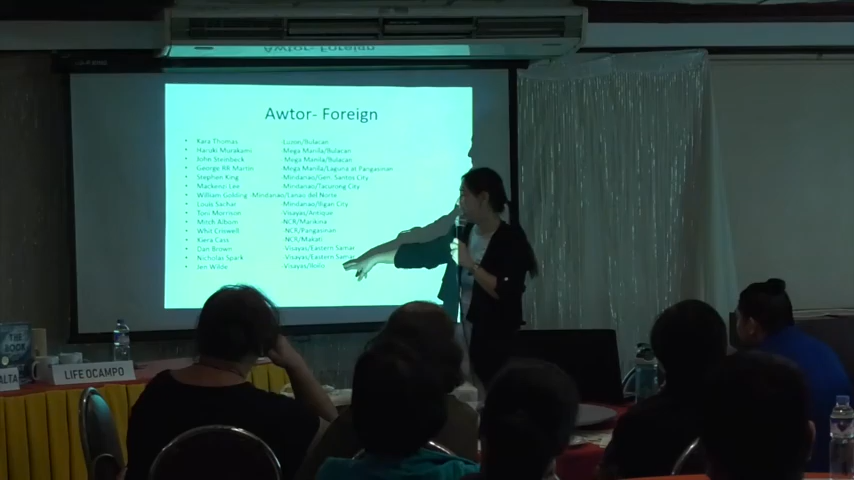 Awtor- Foreign
• Kara Thomas Luzon/Bulacan
• Haruki Murakami Mega Manila/Bulacan
• John Steinbeck Mega Manila/Bulacan
• George RR Martin Mega Manila/Laguna at Pangasinan
• Stephen King Mindanao/Gen. Santos City
• Mackenzi Lee Mindanao/Tacurong City
• William Golding Mindanao/Lanao del Norte
• Louis Sachar Mindanao/Iligan City
• Toni Morrison Visayas/Antique
• Mitch Albom NCR/Marikina
• Whit NCR/Pangasinan
• Kiera Cass NCR/Makati
• Dan Brown Visayas/Eastern Samar
• Nicholas Spark Visayas/Eastern Samar
• Jen Wilde Visayas/Iloilo
THE
BOOK
ALTA
LIFE OCAMPO